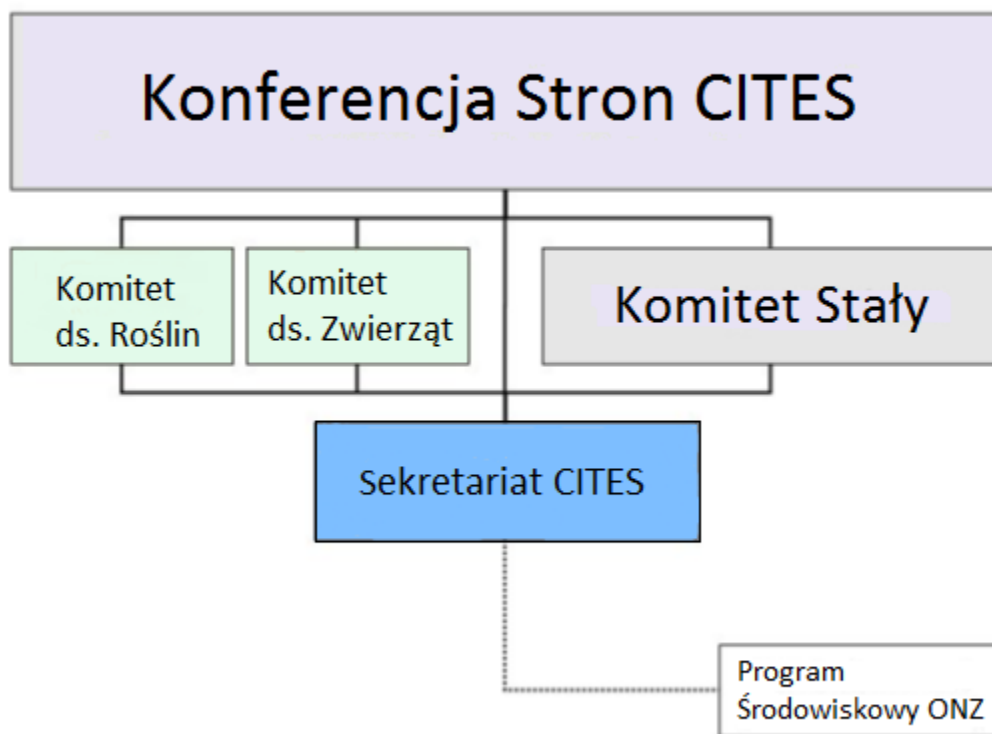 Konferencja Stron CITES
Komitet
ds. Roślin
Komitet
ds. Zwierząt
Komitet Stały
Sekretariat CITES
Program
Środowiskowy ONZ